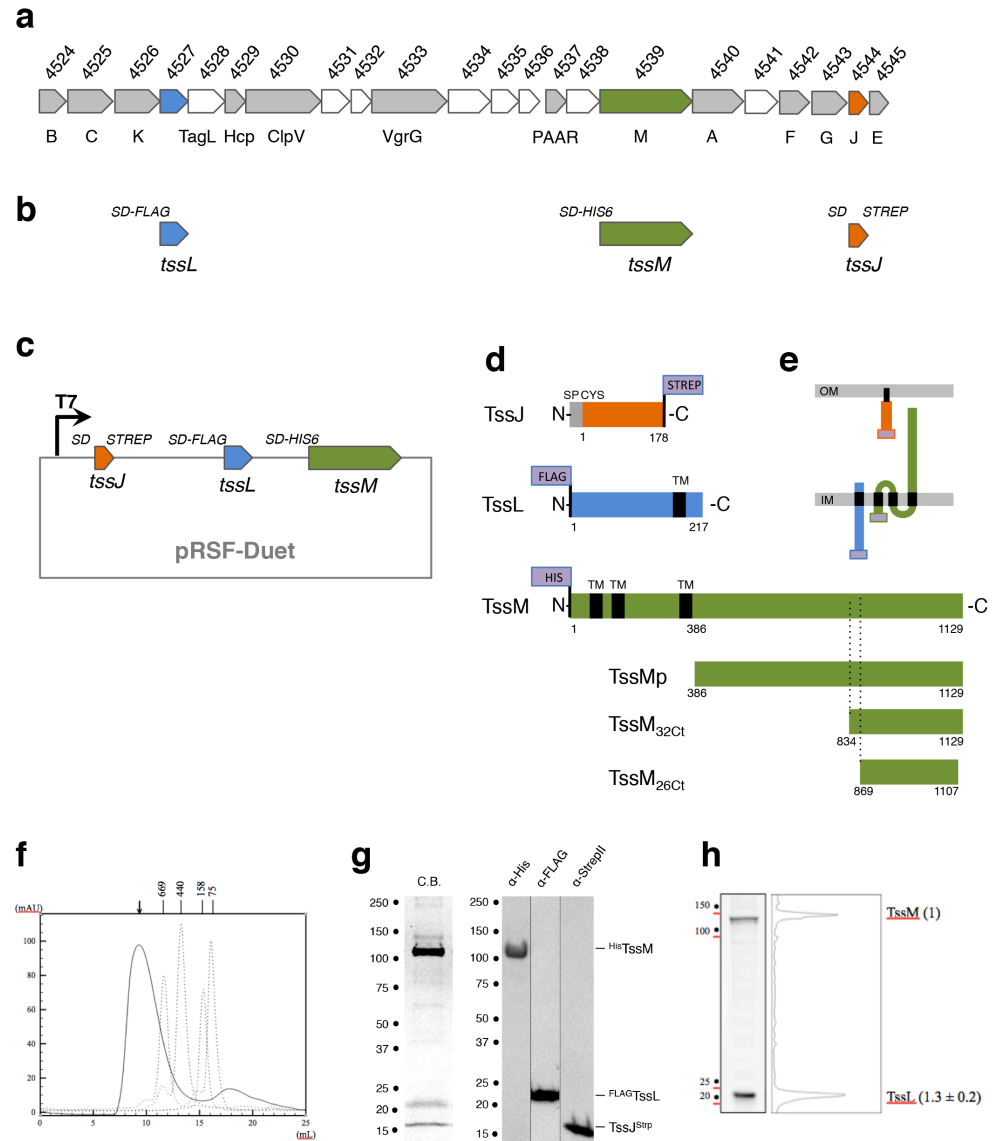 a
4524 4525 4526 4527 4528 4529 4530 4531 4532 4533 4534 4535 4536 4537 4538 4539 4540 4541 4542 4543 4544 4545
B C K TagL Hcp ClpV VgrG PAAR M A F G J E
b
SD-FLAG SD-HIS6 SD STREP
tssL tssM tssJ
c
T7
SD STREP SD-FLAG SD-HIS6
tssJ tssL tssM
pRSF-Duet
d
STREP
SP CYS
TssJ N- -C
1 178
FLAG
TM
TssL N- -C
1 217
HIS
TM TM TM
TssM N- -C
1 386 1129
TssMp
386 1129
TssM32Ct
834 1129
TssM26Ct
869 1107
e
OM
IM
f
669 440 158 75
(mAU)
100
80
60
40
20
0
0 5 10 15 20 25
(mL)
g
C.B.
250
150
100
75
50
37
25
20
15
α-His α-FLAG α-StrepII
250
150
100
75
50
37
25
20
15
HisTssM
FLAGTssL
TssJStrp
h
150
100
25
20
TssM (1)
TssL (1.3 ± 0.2)